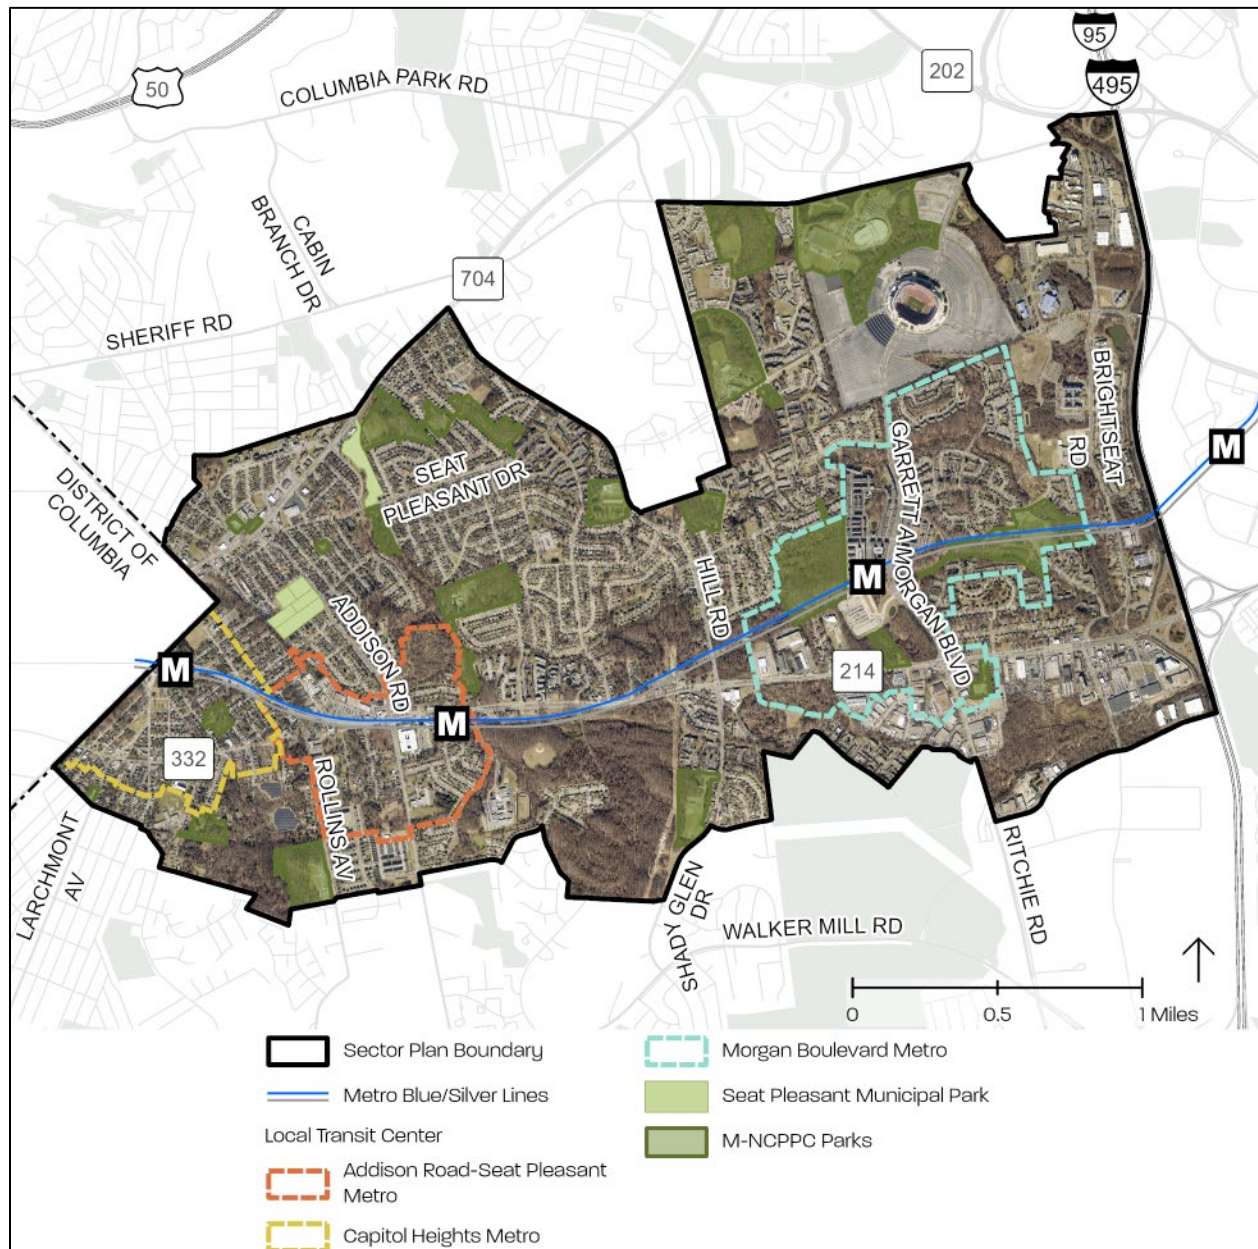 95
495
50
COLUMBIA PARK RD
202
CABIN
BRANCH DR
704
SHERIFF RD
DISTRICT OF
COLUMBIA
SEAT
PLEASANT DR
BRIGHTSEAT
RD
GARRETT A MORGAN BLVD
M
M
HILL RD
ADDISON RD
M
M
214
332
ROLLINS AV
LARCHMONT
AV
SHADY GLEN
DR
RITCHIE RD
WALKER MILL RD
0
0.5
1 Miles
Sector Plan Boundary
Metro Blue/Silver Lines
Local Transit Center
Addison Road-Seat Pleasant
Metro
Capitol Heights Metro
Morgan Boulevard Metro
Seat Pleasant Municipal Park
M-NCPPC Parks